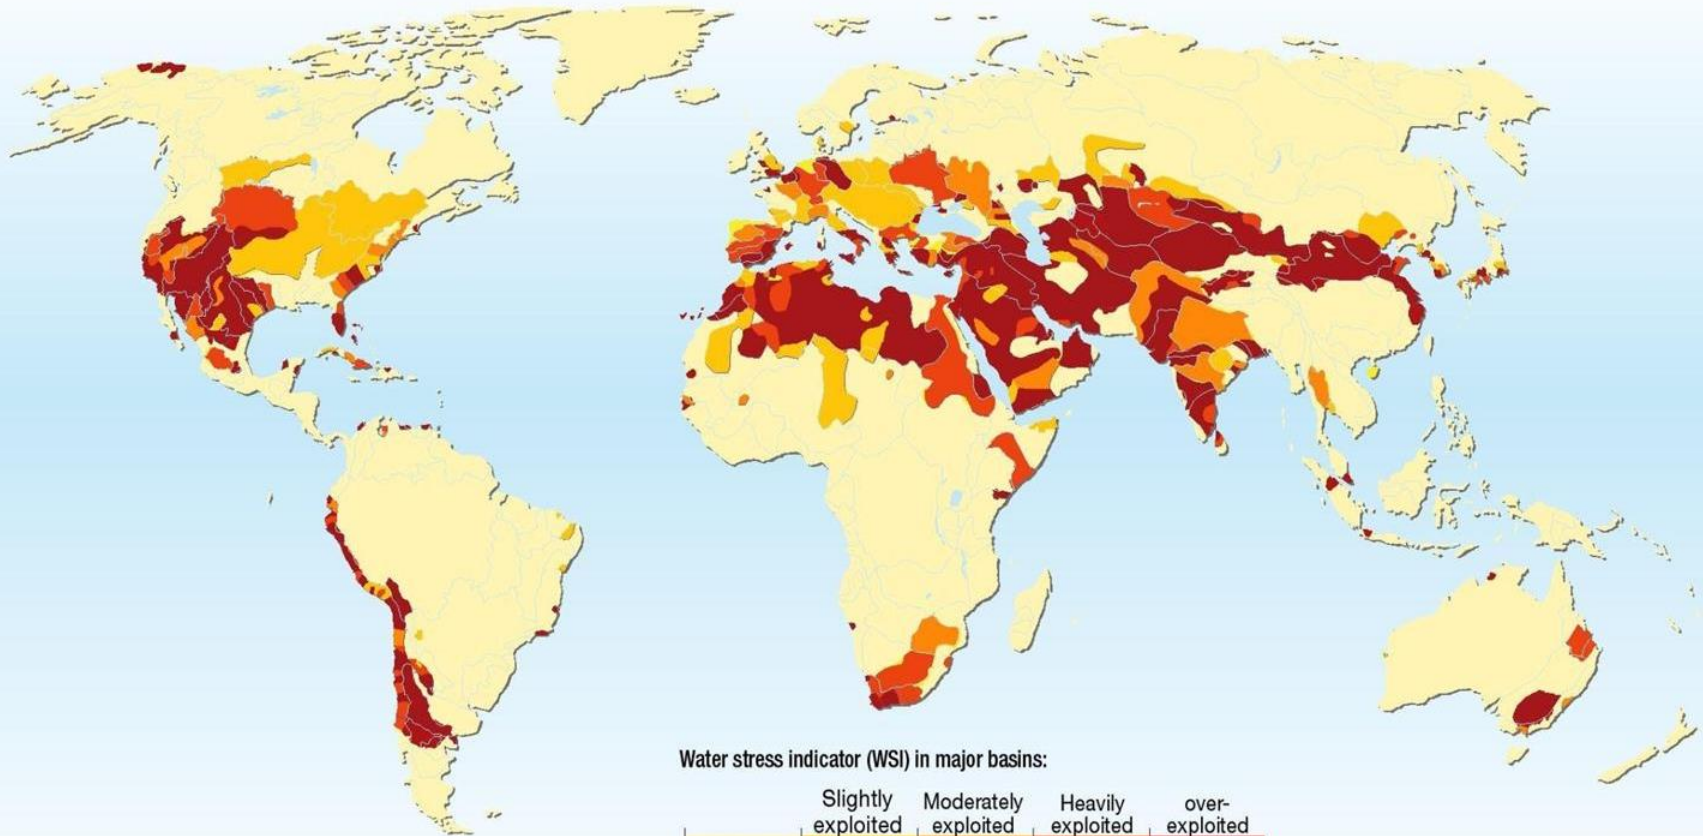 Water stress indicator (WSI) in major basins:
Slightly Moderately Heavily over-
exploited exploited exploited exploited